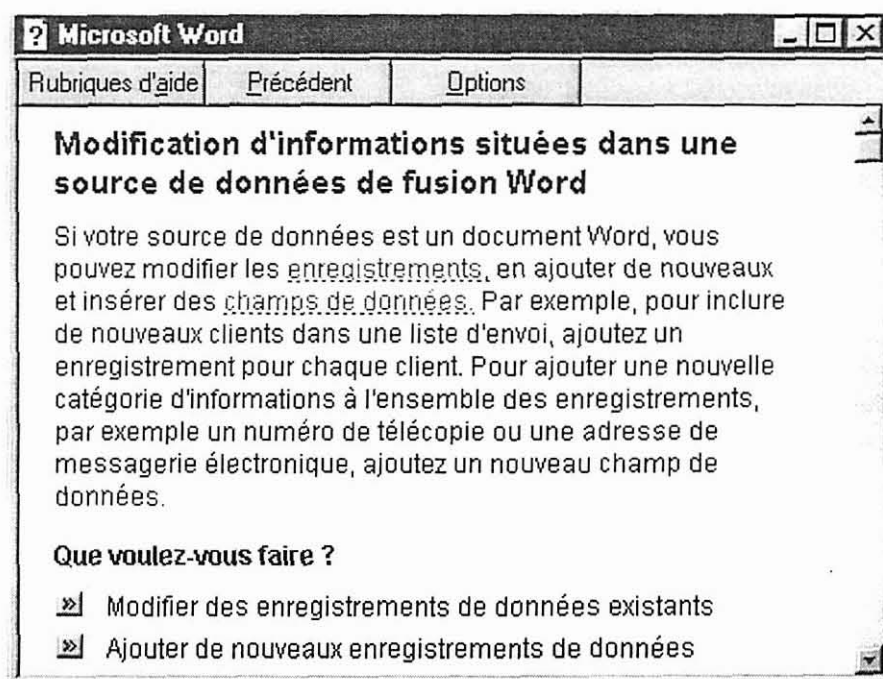 Microsoft Word
Rubriques d'aide Précédent Options
Modification d'informations situées dans une
source de données de fusion Word
Si votre source de données est un document Word, vous
pouvez modifier les enregistrements, en ajouter de nouveaux
et insérer des champs de données. Par exemple, pour inclure
de nouveaux clients dans une liste d'envoi, ajoutez un
enregistrement pour chaque client. Pour ajouter une nouvelle
catégorie d'informations à l'ensemble des enregistrements,
par exemple un numéro de télécopie ou une adresse de
messagerie électronique, ajoutez un nouveau champ de
données.
Que voulez-vous faire ?
Modifier des enregistrements de données existants
Ajouter de nouveaux enregistrements de données